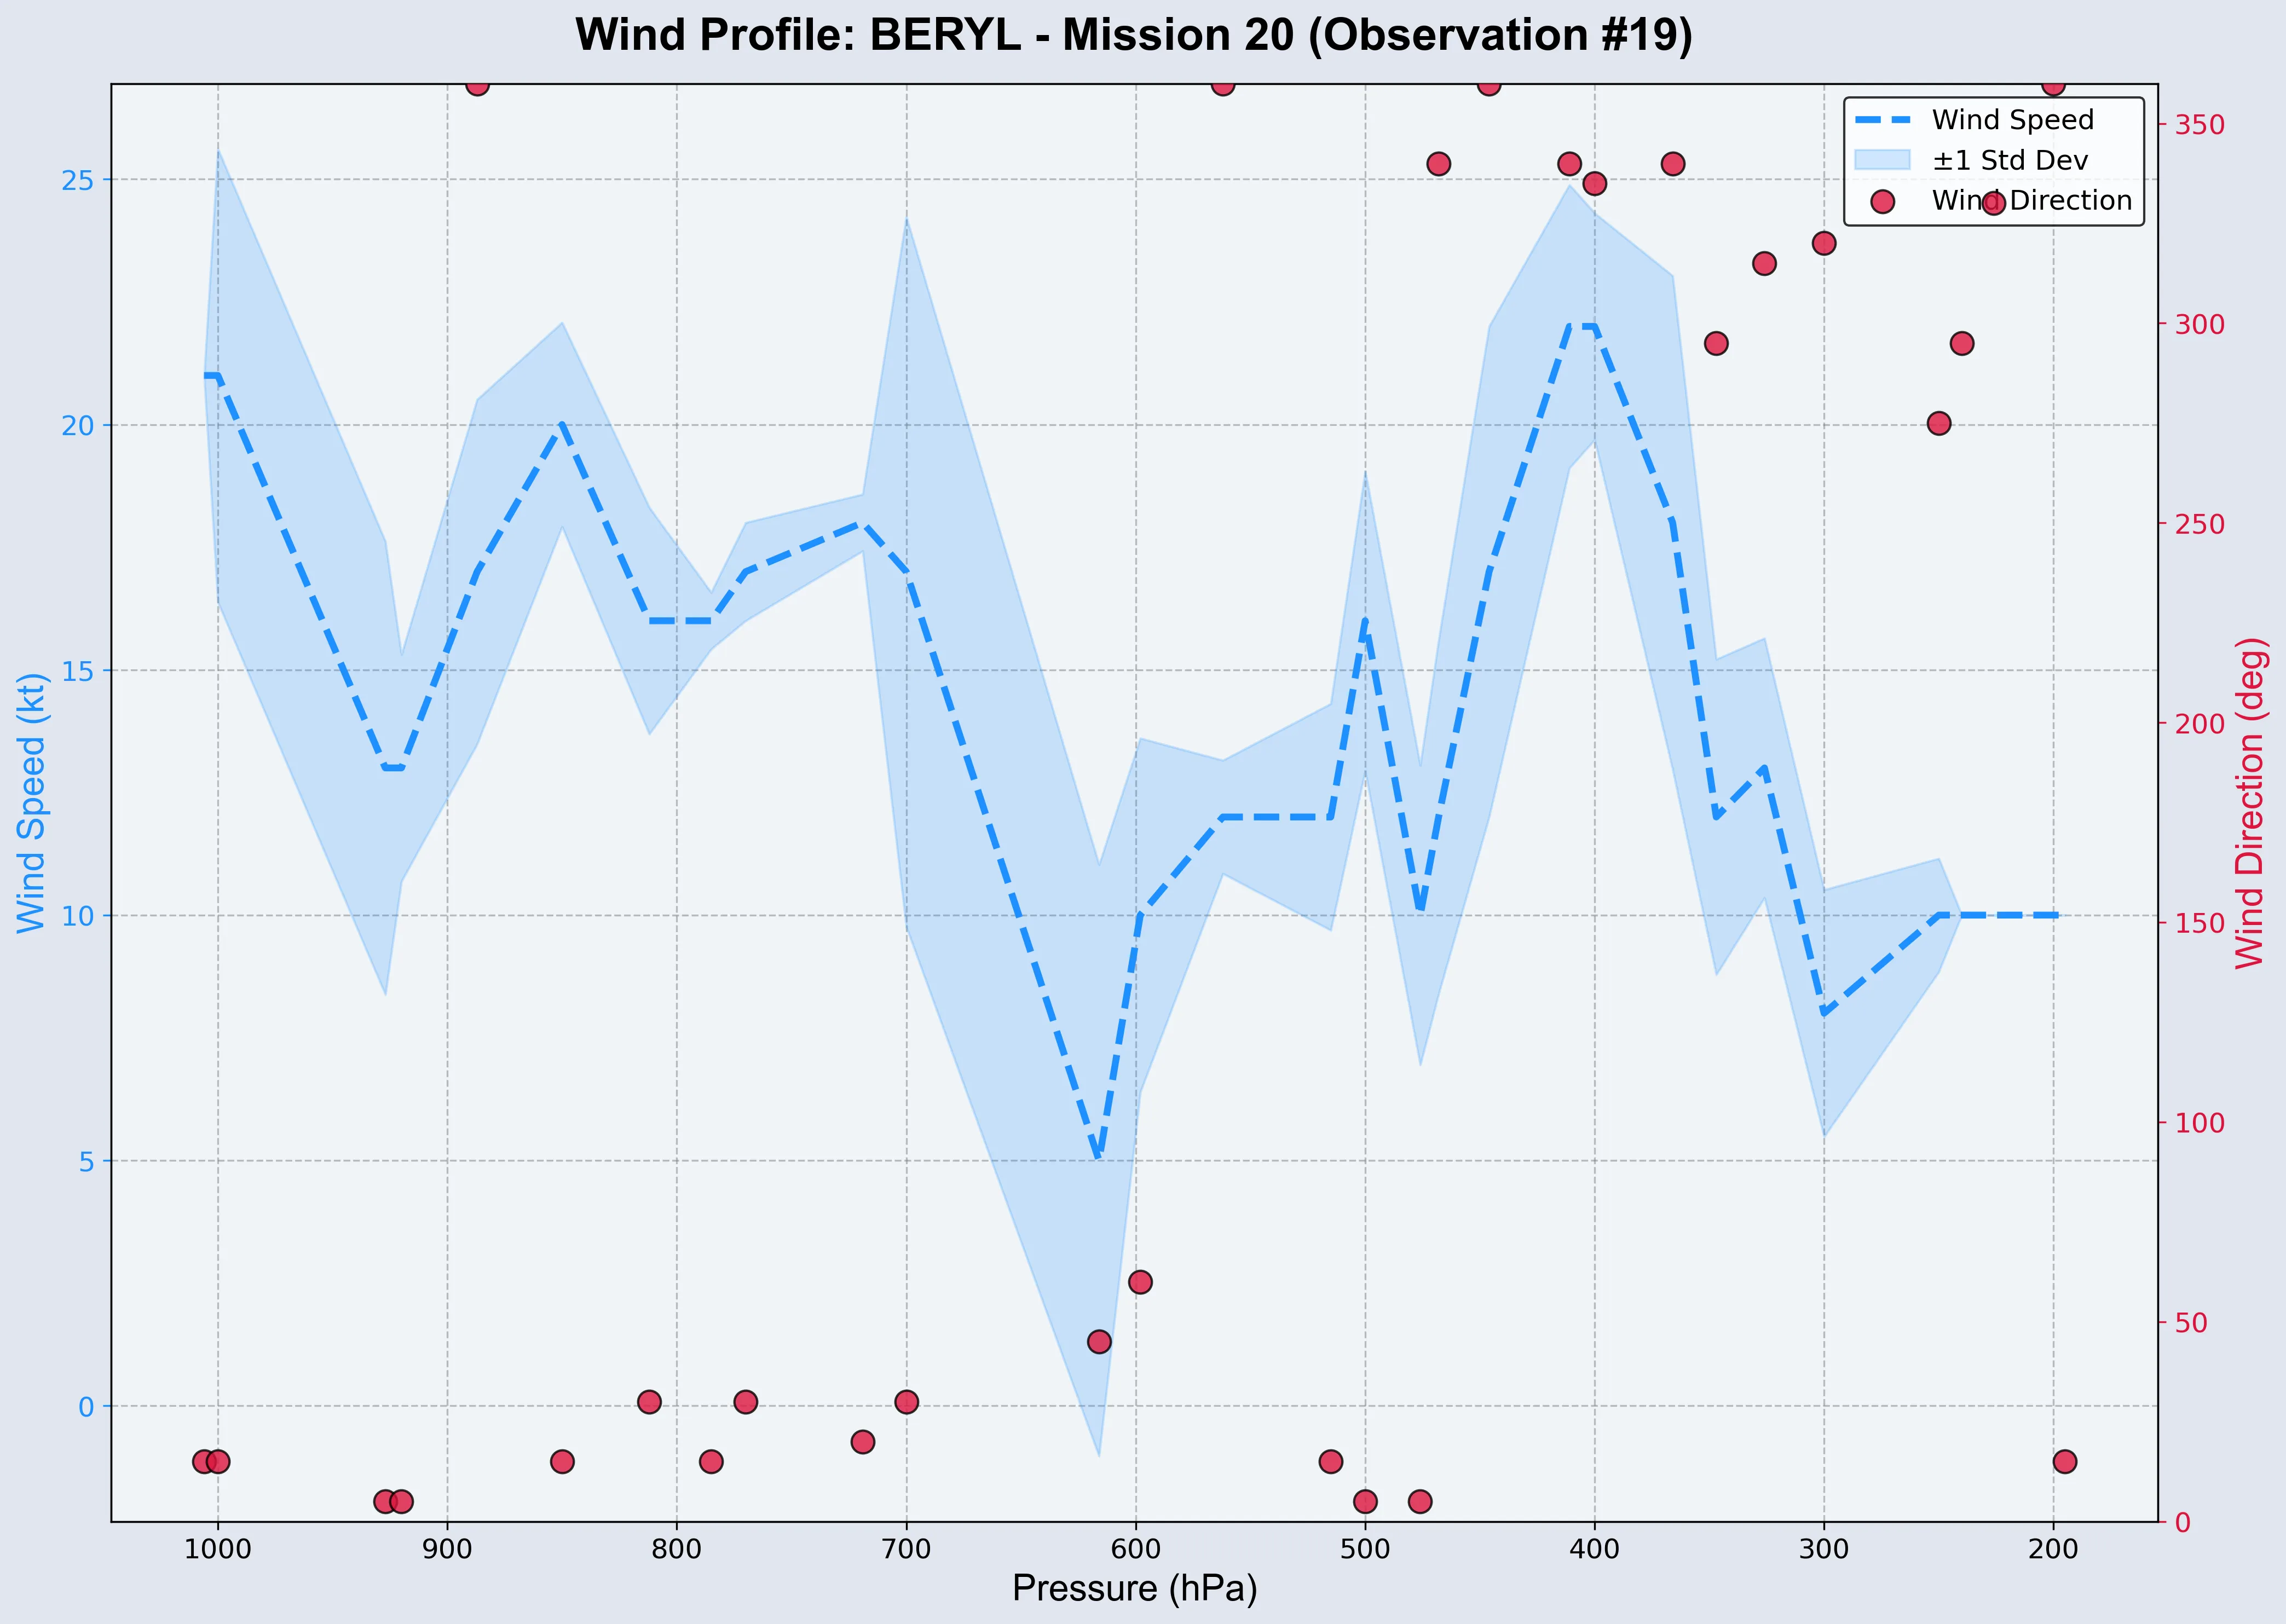 Wind Profile: BERYL - Mission 20 (Observation #19)
Wind Speed
±1 Std Dev
Wind Direction
25
20
15
10
5
0
Wind Speed (kt)
350
300
250
200
150
100
50
0
Wind Direction (deg)
1000 900 800 700 600 500 400 300 200
Pressure (hPa)